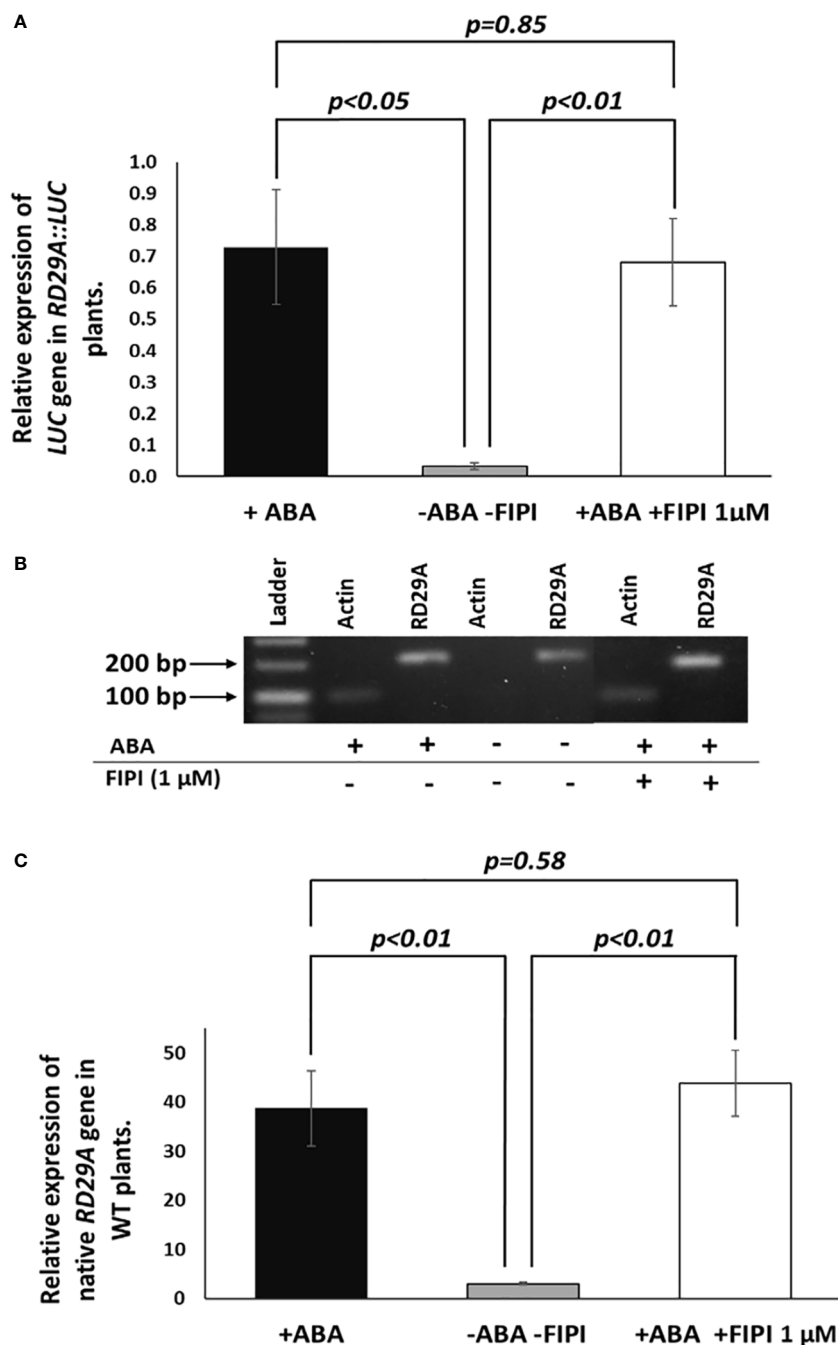 A
p=0.85
p<0.05
p<0.01
Relative expression of
LUC gene in RD29A::LUC
plants.
1.0
0.9
0.8
0.7
0.6
0.5
0.4
0.3
0.2
0.1
0.0
+ ABA
-ABA -FIPI
+ABA +FIPI 1µM
B
Ladder
Actin
RD29A
Actin
RD29A
Actin
RD29A
200 bp
100 bp
ABA + + - - + +
FIPI (1 µM) - - - - + +
C
p=0.58
p<0.01
p<0.01
Relative expression of
native RD29A gene in
WT plants.
50
40
30
20
10
0
+ABA
-ABA -FIPI
+ABA +FIPI 1 µM